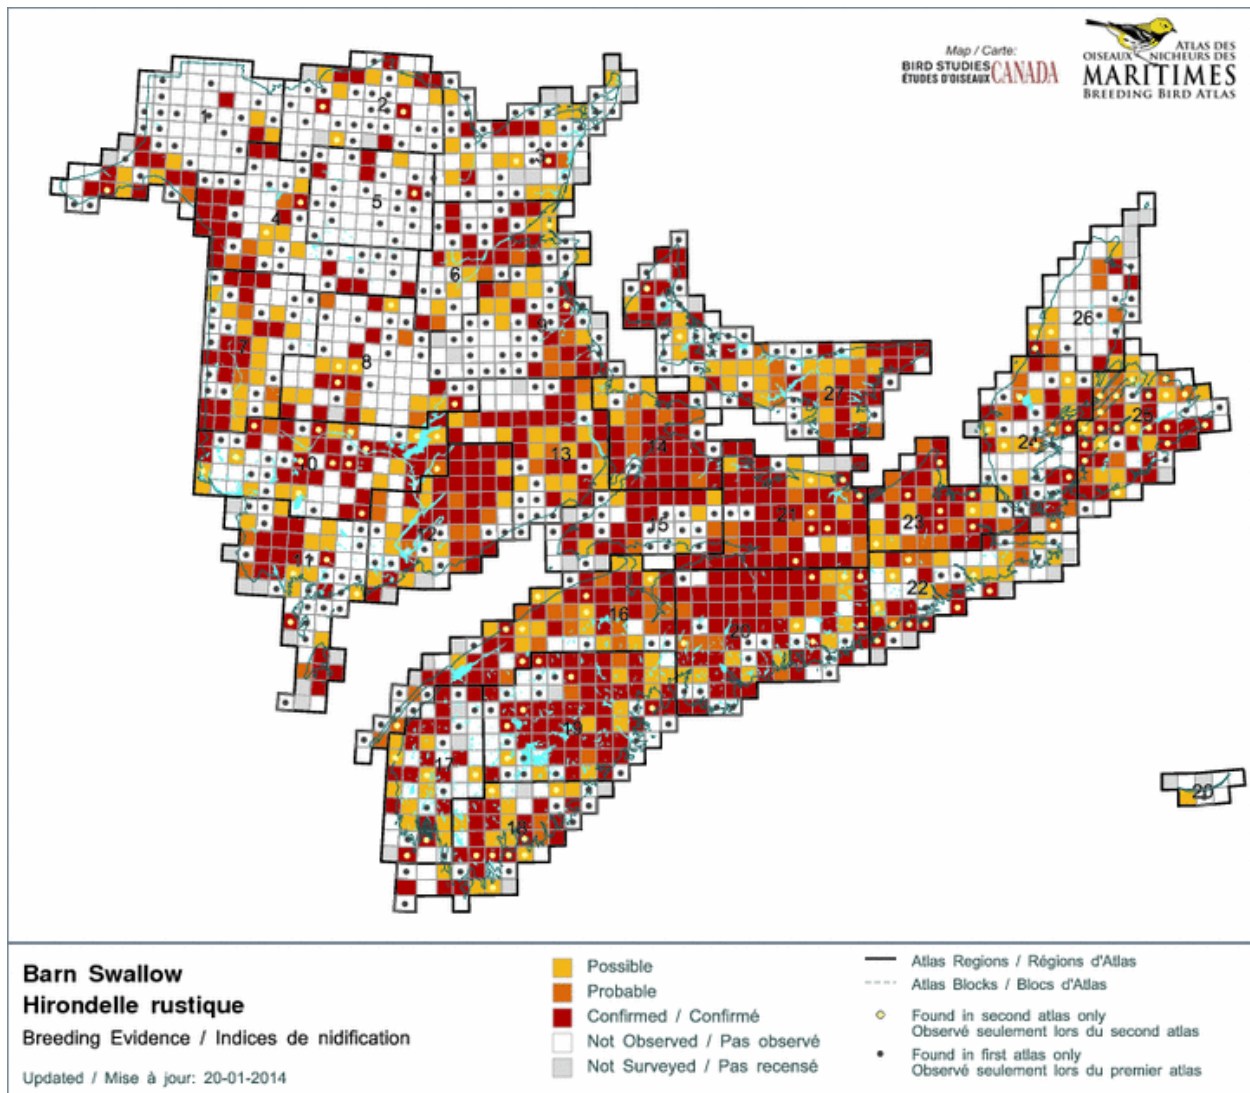 Map / Carte:
BIRD STUDIES
ÉTUDES D'OISEAUX CANADA
ATLAS DES
OISEAUX NICHEURS DES
MARITIMES
BREEDING BIRD ATLAS
1
2
3
4
5
6
7
8
9
10
11
12
13
14
15
16
17
18
19
20
21
22
23
24
25
26
27
20
Barn Swallow
Hirondelle rustique
Breeding Evidence / Indices de nidification
Updated / Mise à jour: 20-01-2014
Possible
Probable
Confirmed / Confirmé
Not Observed / Pas observé
Not Surveyed / Pas recensé
Atlas Regions / Régions d'Atlas
Atlas Blocks / Blocs d'Atlas
Found in second atlas only
Observé seulement lors du second atlas
Found in first atlas only
Observé seulement lors du premier atlas